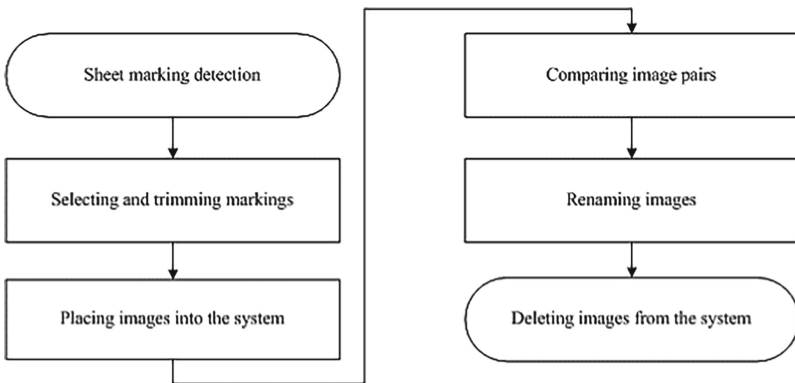 Sheet marking detection
Selecting and trimming markings
Placing images into the system
Comparing image pairs
Renaming images
Deleting images from the system